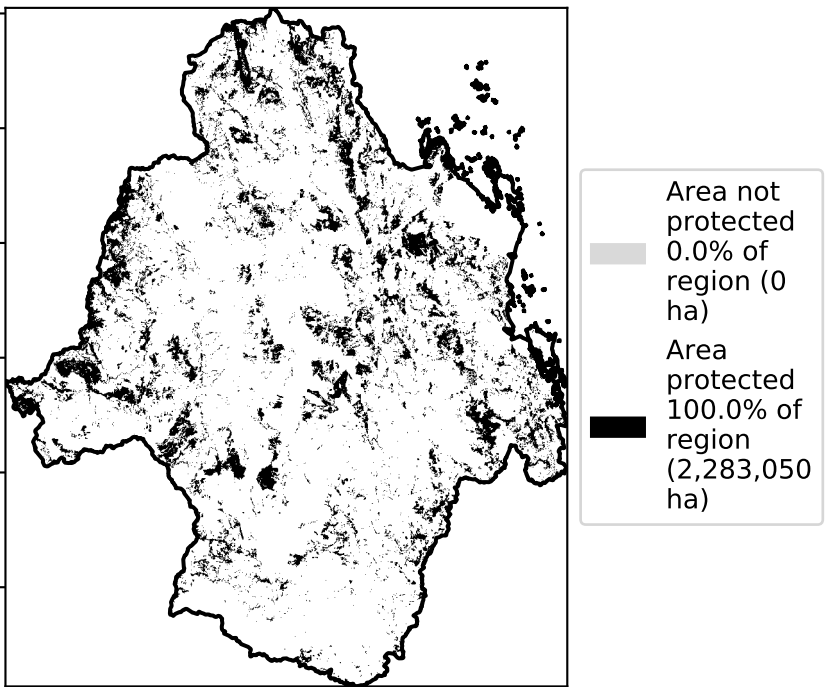 Area not
protected
0.0% of
region (0
ha)
Area
protected
100.0% of
region
(2,283,050
ha)